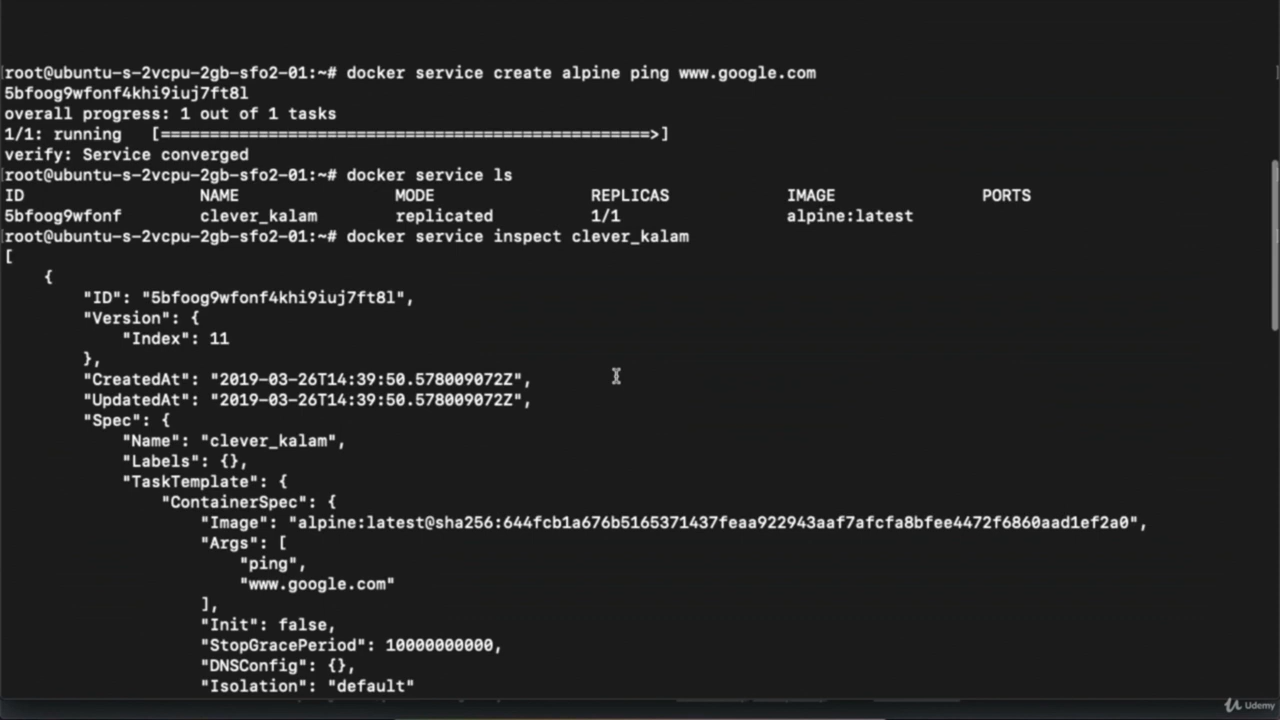 root@ubuntu-s-2vcpu-2gb-sfo2-01:~# docker service create alpine ping www.google.com
5bfoog9wfonf4khi9iuj7ft8l
overall progress: 1 out of 1 tasks
1/1: running   [==================================================>]
verify: Service converged
root@ubuntu-s-2vcpu-2gb-sfo2-01:~# docker service ls
ID                  NAME                MODE                REPLICAS            IMAGE               PORTS
5bfoog9wfonf        clever_kalam        replicated          1/1                 alpine:latest
root@ubuntu-s-2vcpu-2gb-sfo2-01:~# docker service inspect clever_kalam
[
    {
        "ID": "5bfoog9wfonf4khi9iuj7ft8l",
        "Version": {
            "Index": 11
        },
        "CreatedAt": "2019-03-26T14:39:50.578009072Z",
        "UpdatedAt": "2019-03-26T14:39:50.578009072Z",
        "Spec": {
            "Name": "clever_kalam",
            "Labels": {},
            "TaskTemplate": {
                "ContainerSpec": {
                    "Image": "alpine:latest@sha256:644fcb1a676b5165371437feaa922943aaf7afcfa8bfee4472f6860aad1ef2a0",
                    "Args": [
                        "ping",
                        "www.google.com"
                    ],
                    "Init": false,
                    "StopGracePeriod": 10000000000,
                    "DNSConfig": {},
                    "Isolation": "default"
Udemy